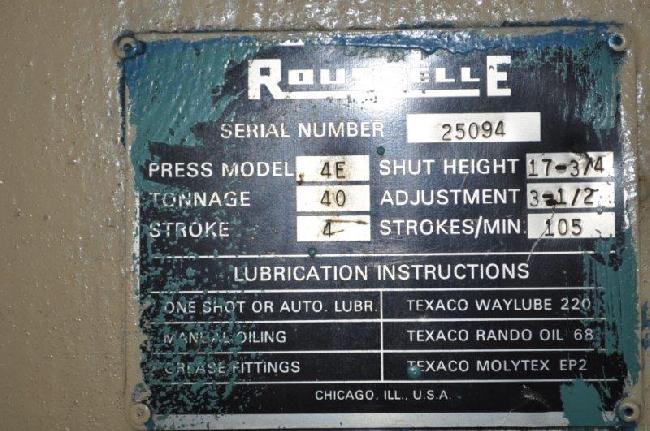 ROUSSELLE
SERIAL NUMBER 25094
PRESS MODEL 4E SHUT HEIGHT 17-3/4
TONNAGE 40 ADJUSTMENT 3-1/2
STROKE 4 STROKES/MIN. 105
LUBRICATION INSTRUCTIONS
ONE SHOT OR AUTO. LUBR. TEXACO WAYLUBE 220
MANUAL OILING TEXACO RANDO OIL 68
GREASE FITTINGS TEXACO MOLYTEX EP2
CHICAGO, ILL., U.S.A.